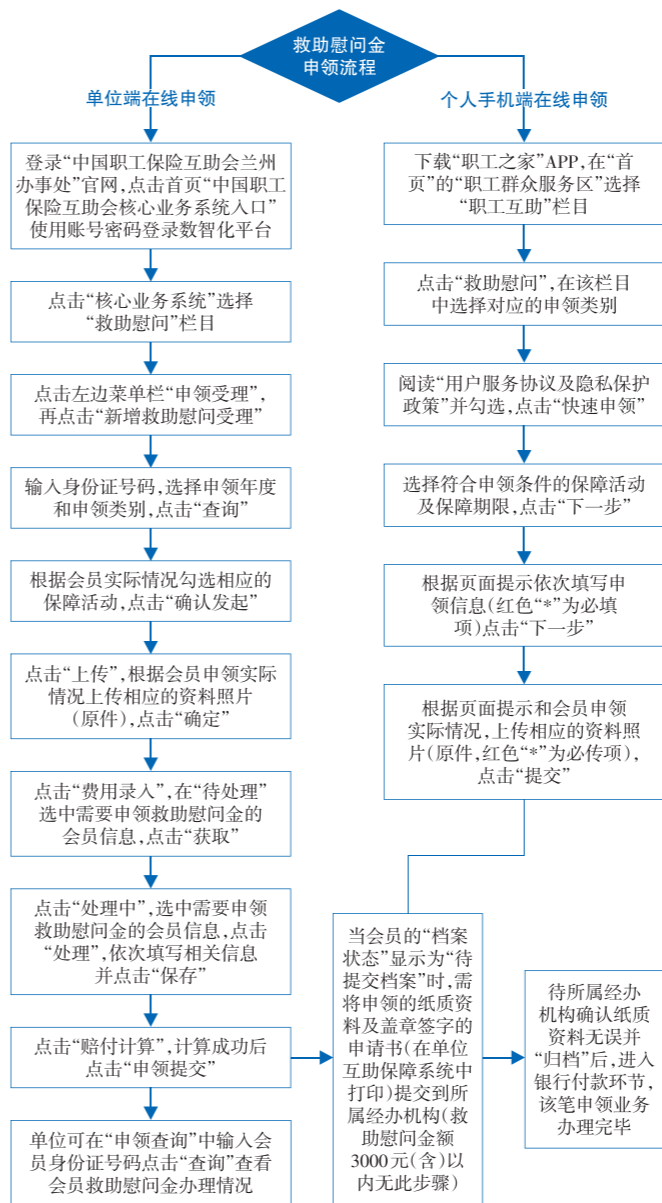 救助慰问金
申领流程
单位端在线申领
登录“中国职工保险互助会兰州
办事处”官网,点击首页“中国职工
保险互助会核心业务系统入口”
使用账号密码登录数智化平台
点击“核心业务系统”选择
“救助慰问”栏目
点击左边菜单栏“申领受理”,
再点击“新增救助慰问受理”
输入身份证号码,选择申领年度
和申领类别,点击“查询”
根据会员实际情况勾选相应的
保障活动,点击“确认发起”
点击“上传”,根据会员申领实际
情况上传相应的资料照片
(原件),点击“确定”
点击“费用录入”,在“待处理”
选中需要申领救助慰问金的
会员信息,点击“获取”
点击“处理中”,选中需要申领
救助慰问金的会员信息,点击
“处理”,依次填写相关信息
并点击“保存”
点击“赔付计算”,计算成功后
点击“申领提交”
单位可在“申领查询”中输入会
员身份证号码点击“查询”查看
会员救助慰问金办理情况
个人手机端在线申领
下载“职工之家”APP,在“首
页”的“职工群众服务区”选择
“职工互助”栏目
点击“救助慰问”,在该栏目
中选择对应的申领类别
阅读“用户服务协议及隐私保护
政策”并勾选,点击“快速申领”
选择符合申领条件的保障活动
及保障期限,点击“下一步”
根据页面提示依次填写申
领信息(红色“*”为必填
项)点击“下一步”
根据页面提示和会员申领
实际情况,上传相应的资料照
片(原件,红色“*”为必传项),
点击“提交”
当会员的“档案
状态”显示为“待
提交档案”时,需
将申领的纸质资
料及盖章签字的
申请书(在单位
互助保障系统中
打印)提交到所
属经办机构(救
助慰问金额
3000元(含)以
内无此步骤)
待所属经办
机构确认纸质
资料无误并
“归档”后,进入
银行付款环节,
该笔申领业务
办理完毕